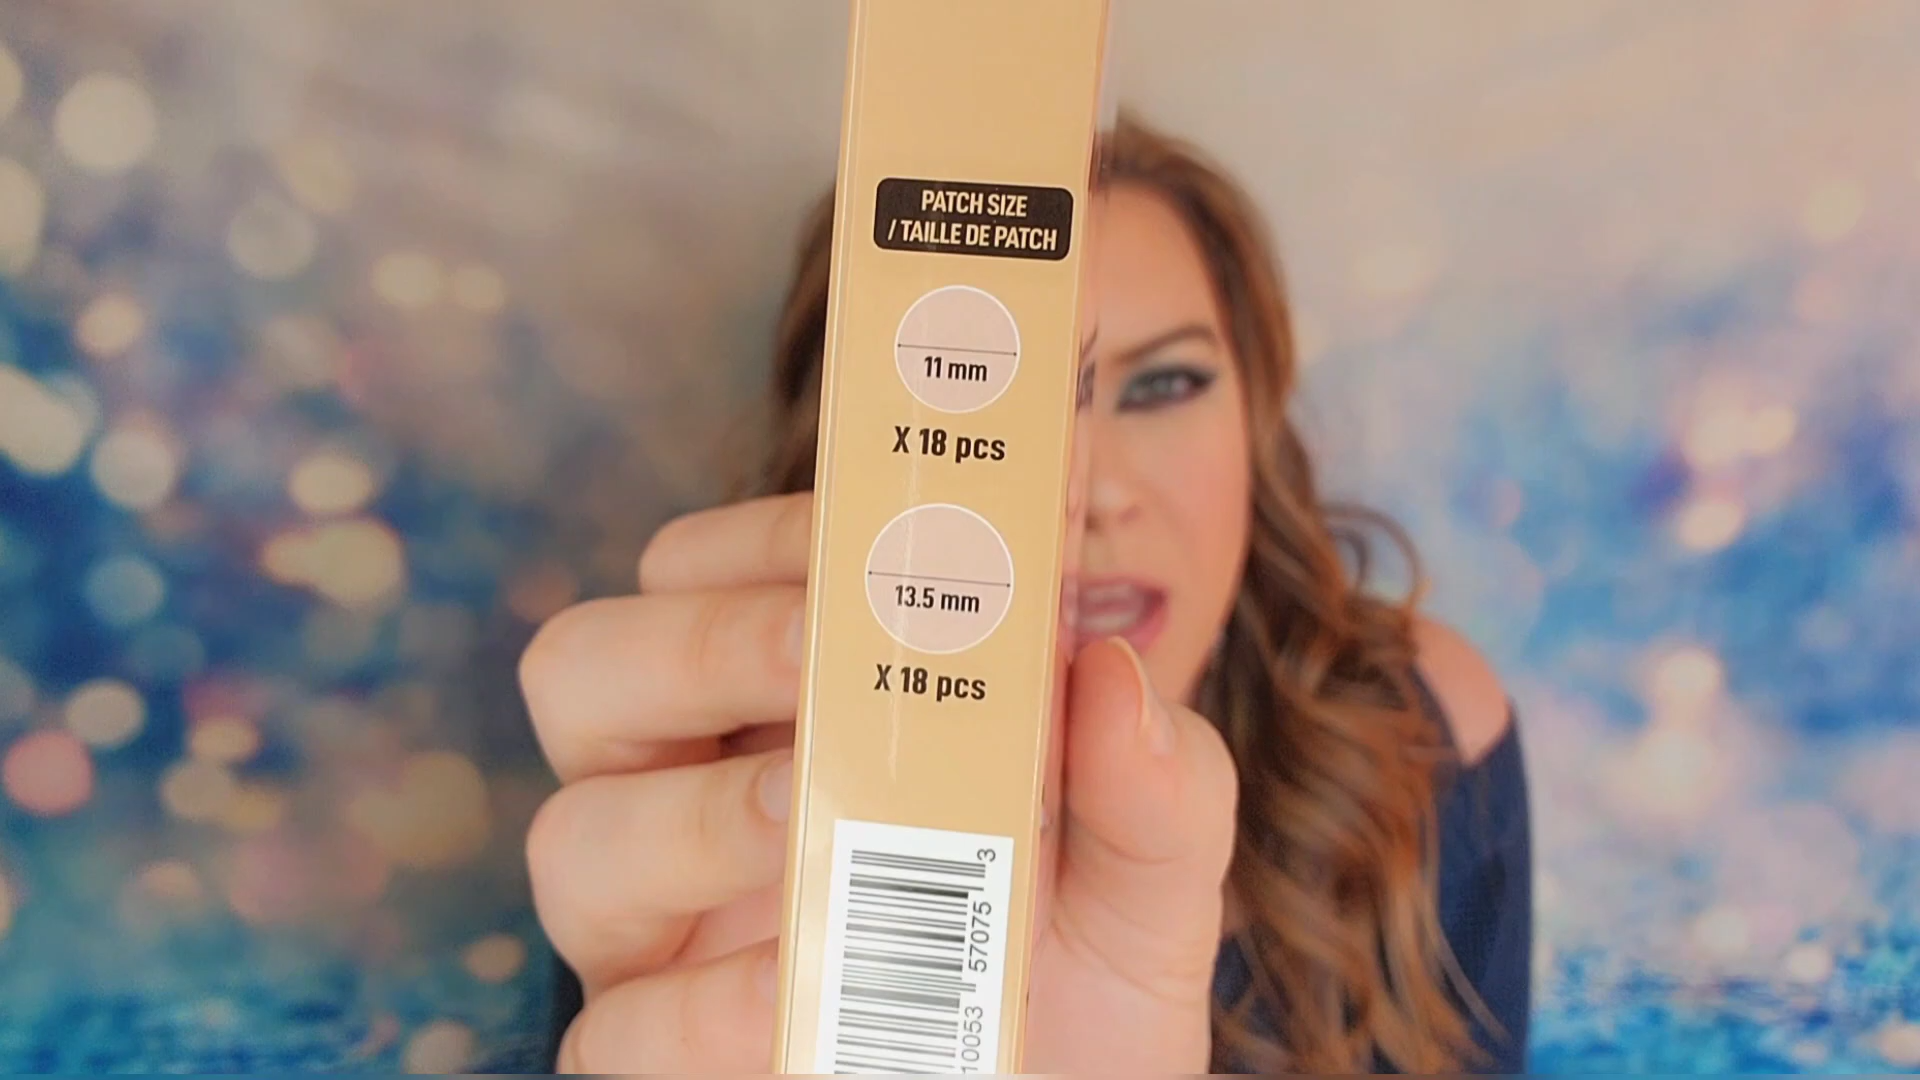 PATCH SIZE
/ TAILLE DE PATCH
11 mm
X 18 pcs
13.5 mm
X 18 pcs
10053 57075 3